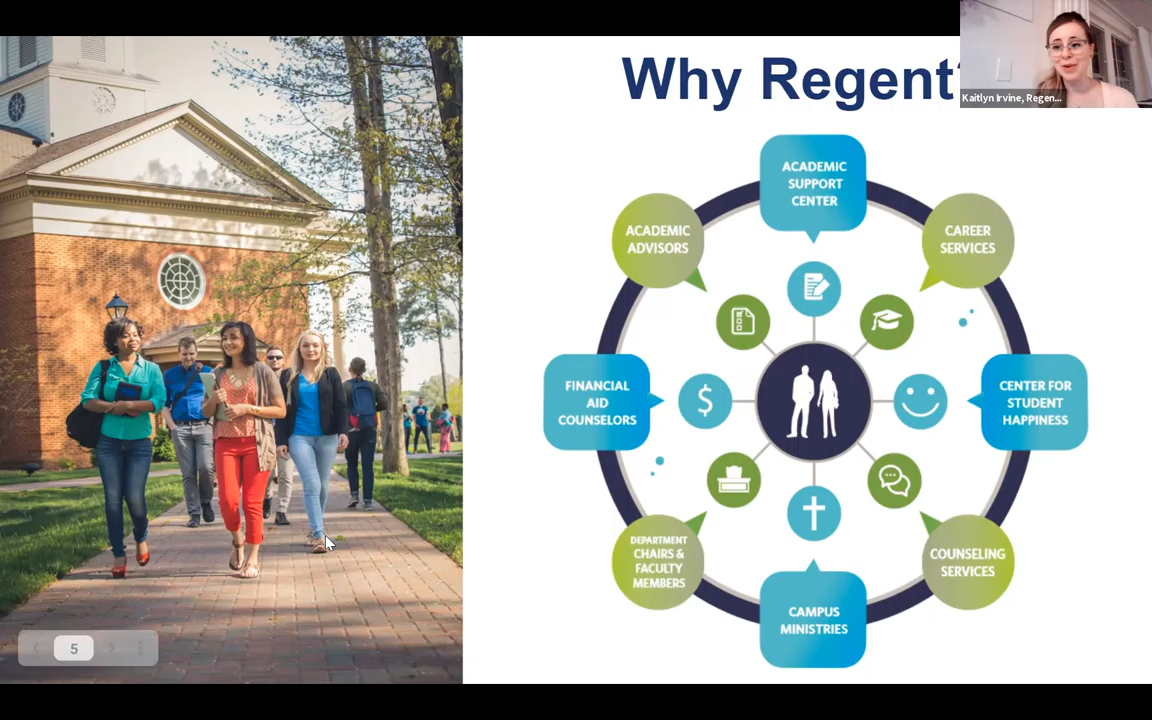 Why Regent?
Kaitlyn Irvine, Regen...
ACADEMIC
SUPPORT
CENTER
ACADEMIC
ADVISORS
CAREER
SERVICES
FINANCIAL
AID
COUNSELORS
CENTER FOR
STUDENT
HAPPINESS
DEPARTMENT
CHAIRS &
FACULTY
MEMBERS
COUNSELING
SERVICES
CAMPUS
MINISTRIES
5